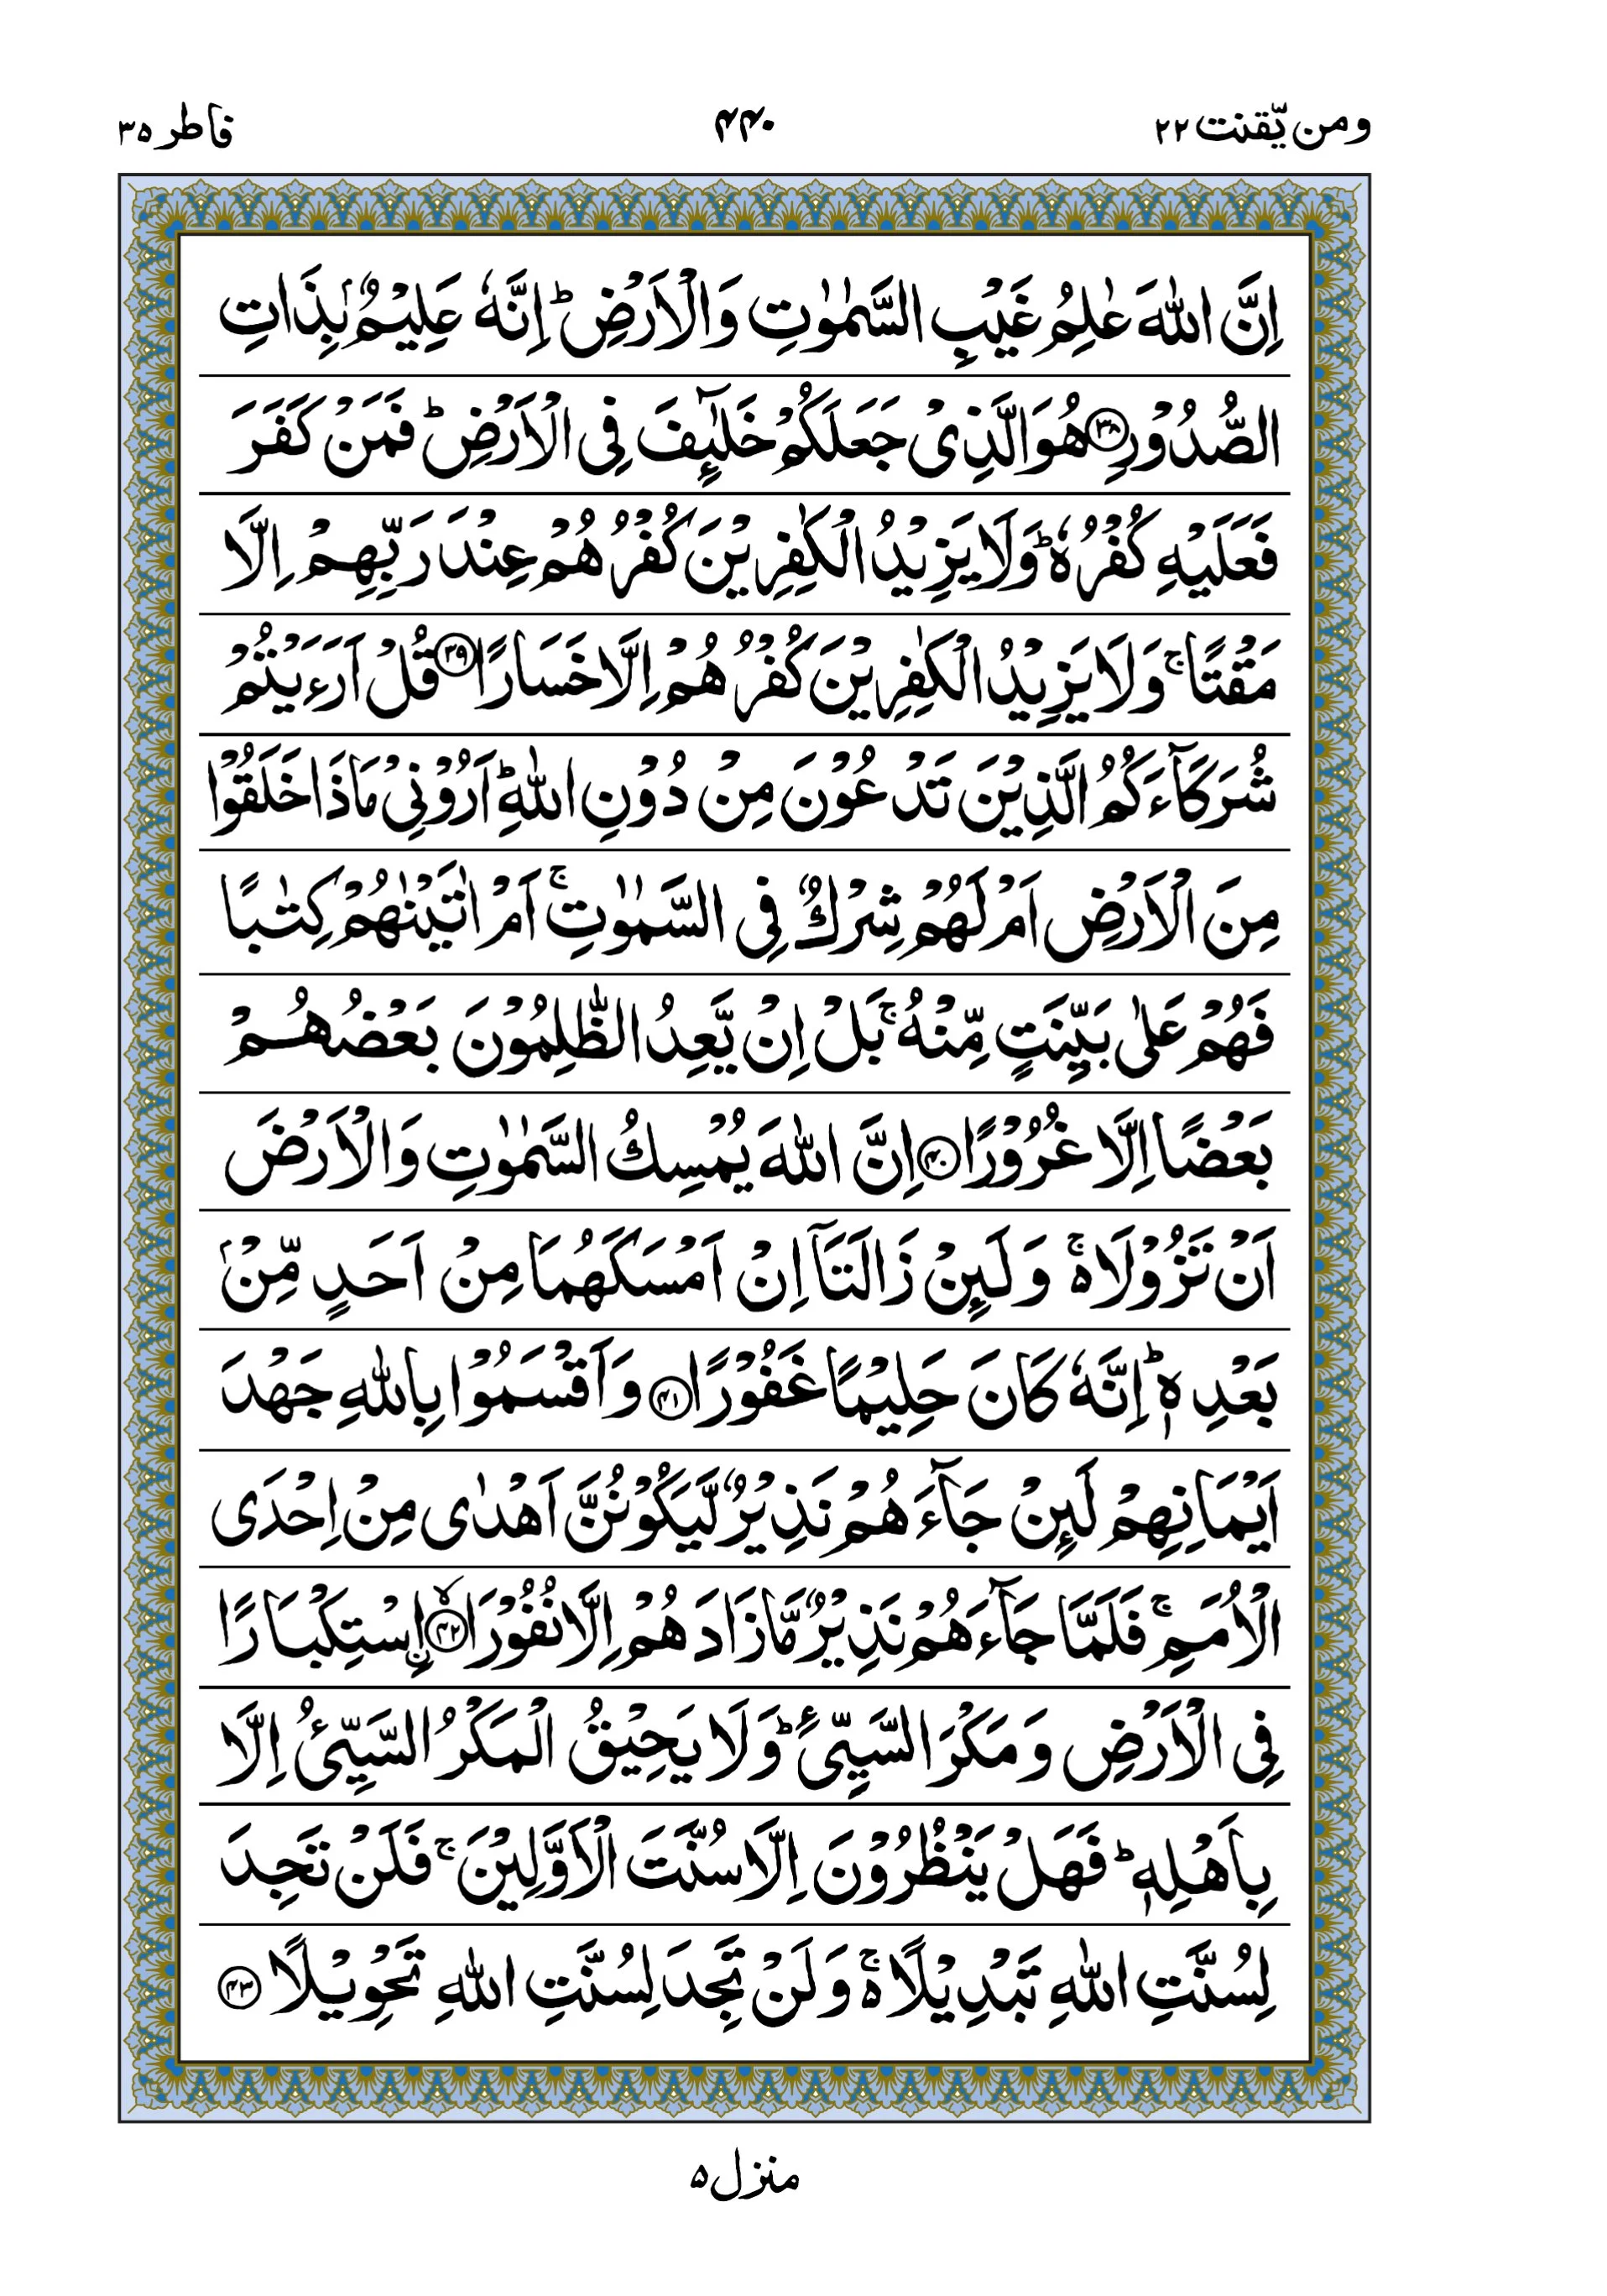 ومن یّقنت ۲۲
۴۴۰
فاطر ۳۵
اِنَّ اللّٰهَ عٰلِمُ غَیْبِ السَّمٰوٰتِ وَالْاَرْضِ ؕ اِنَّهٗ عَلِیْمٌۢ بِذَاتِ
الصُّدُوْرِ ﴿۳۸﴾ هُوَ الَّذِیْ جَعَلَكُمْ خَلٰٓىِٕفَ فِی الْاَرْضِ ؕ فَمَنْ كَفَرَ
فَعَلَیْهِ كُفْرُهٗ ؕ وَلَا یَزِیْدُ الْكٰفِرِیْنَ كُفْرُهُمْ عِنْدَ رَبِّهِمْ اِلَّا
مَقْتًا ۚ وَلَا یَزِیْدُ الْكٰفِرِیْنَ كُفْرُهُمْ اِلَّا خَسَارًا ﴿۳۹﴾ قُلْ اَرَءَیْتُمْ
شُرَكَآءَكُمُ الَّذِیْنَ تَدْعُوْنَ مِنْ دُوْنِ اللّٰهِ ؕ اَرُوْنِیْ مَاذَا خَلَقُوْا
مِنَ الْاَرْضِ اَمْ لَهُمْ شِرْكٌ فِی السَّمٰوٰتِ ۚ اَمْ اٰتَیْنٰهُمْ كِتٰبًا
فَهُمْ عَلٰی بَیِّنَتٍ مِّنْهُ ۚ بَلْ اِنْ یَّعِدُ الظّٰلِمُوْنَ بَعْضُهُمْ
بَعْضًا اِلَّا غُرُوْرًا ﴿۴۰﴾ اِنَّ اللّٰهَ یُمْسِكُ السَّمٰوٰتِ وَالْاَرْضَ
اَنْ تَزُوْلَا ۚ۬ وَلَىِٕنْ زَالَتَاۤ اِنْ اَمْسَكَهُمَا مِنْ اَحَدٍ مِّنْۢ
بَعْدِهٖ ؕ اِنَّهٗ كَانَ حَلِیْمًا غَفُوْرًا ﴿۴۱﴾ وَاَقْسَمُوْا بِاللّٰهِ جَهْدَ
اَیْمَانِهِمْ لَىِٕنْ جَآءَهُمْ نَذِیْرٌ لَّیَكُوْنُنَّ اَهْدٰی مِنْ اِحْدَی
الْاُمَمِ ۚ فَلَمَّا جَآءَهُمْ نَذِیْرٌ مَّا زَادَهُمْ اِلَّا نُفُوْرَا ﴿۴۲﴾ۙ اِ۟سْتِكْبَارًا
فِی الْاَرْضِ وَمَكْرَ السَّیِّئِ ؕ وَلَا یَحِیْقُ الْمَكْرُ السَّیِّئُ اِلَّا
بِاَهْلِهٖ ؕ فَهَلْ یَنْظُرُوْنَ اِلَّا سُنَّتَ الْاَوَّلِیْنَ ۚ فَلَنْ تَجِدَ
لِسُنَّتِ اللّٰهِ تَبْدِیْلًا ۚ۬ وَلَنْ تَجِدَ لِسُنَّتِ اللّٰهِ تَحْوِیْلًا ﴿۴۳﴾
منزل ۵